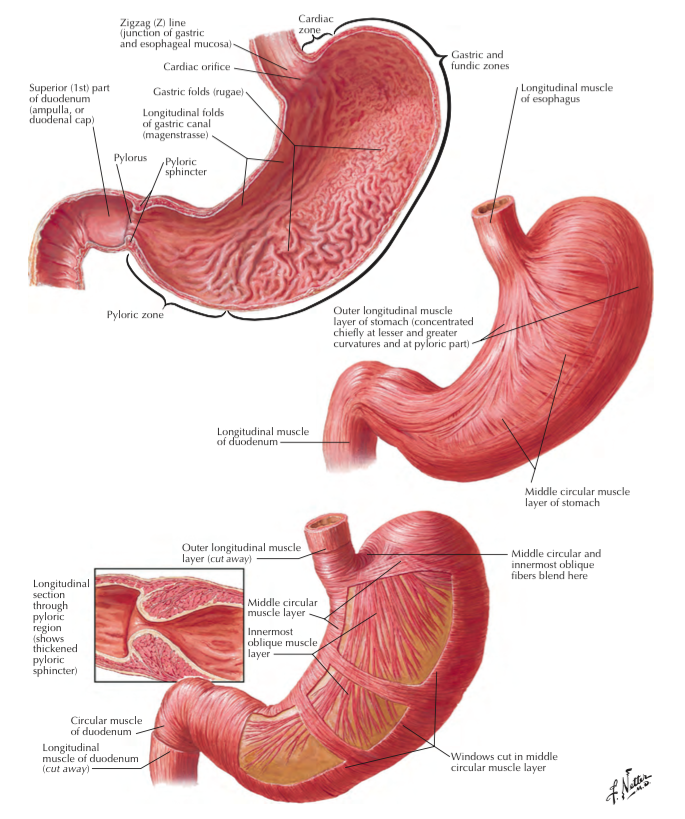 Zigzag (Z) line
(junction of gastric
and esophageal mucosa)
Cardiac
zone
Gastric and
fundic zones
Cardiac orifice
Superior (1st) part
of duodenum
(ampulla, or
duodenal cap)
Gastric folds (rugae)
Longitudinal folds
of gastric canal
(magenstrasse)
Longitudinal muscle
of esophagus
Pylorus
Pyloric
sphincter
Pyloric zone
Outer longitudinal muscle
layer of stomach (concentrated
chiefly at lesser and greater
curvatures and at pyloric part)
Longitudinal muscle
of duodenum
Middle circular muscle
layer of stomach
Outer longitudinal muscle
layer (cut away)
Middle circular and
innermost oblique
fibers blend here
Longitudinal
section
through
pyloric
region
(shows
thickened
pyloric
sphincter)
Middle circular
muscle layer
Innermost
oblique muscle
layer
Circular muscle
of duodenum
Longitudinal
muscle of duodenum
(cut away)
Windows cut in middle
circular muscle layer
F. Netter
M.D.